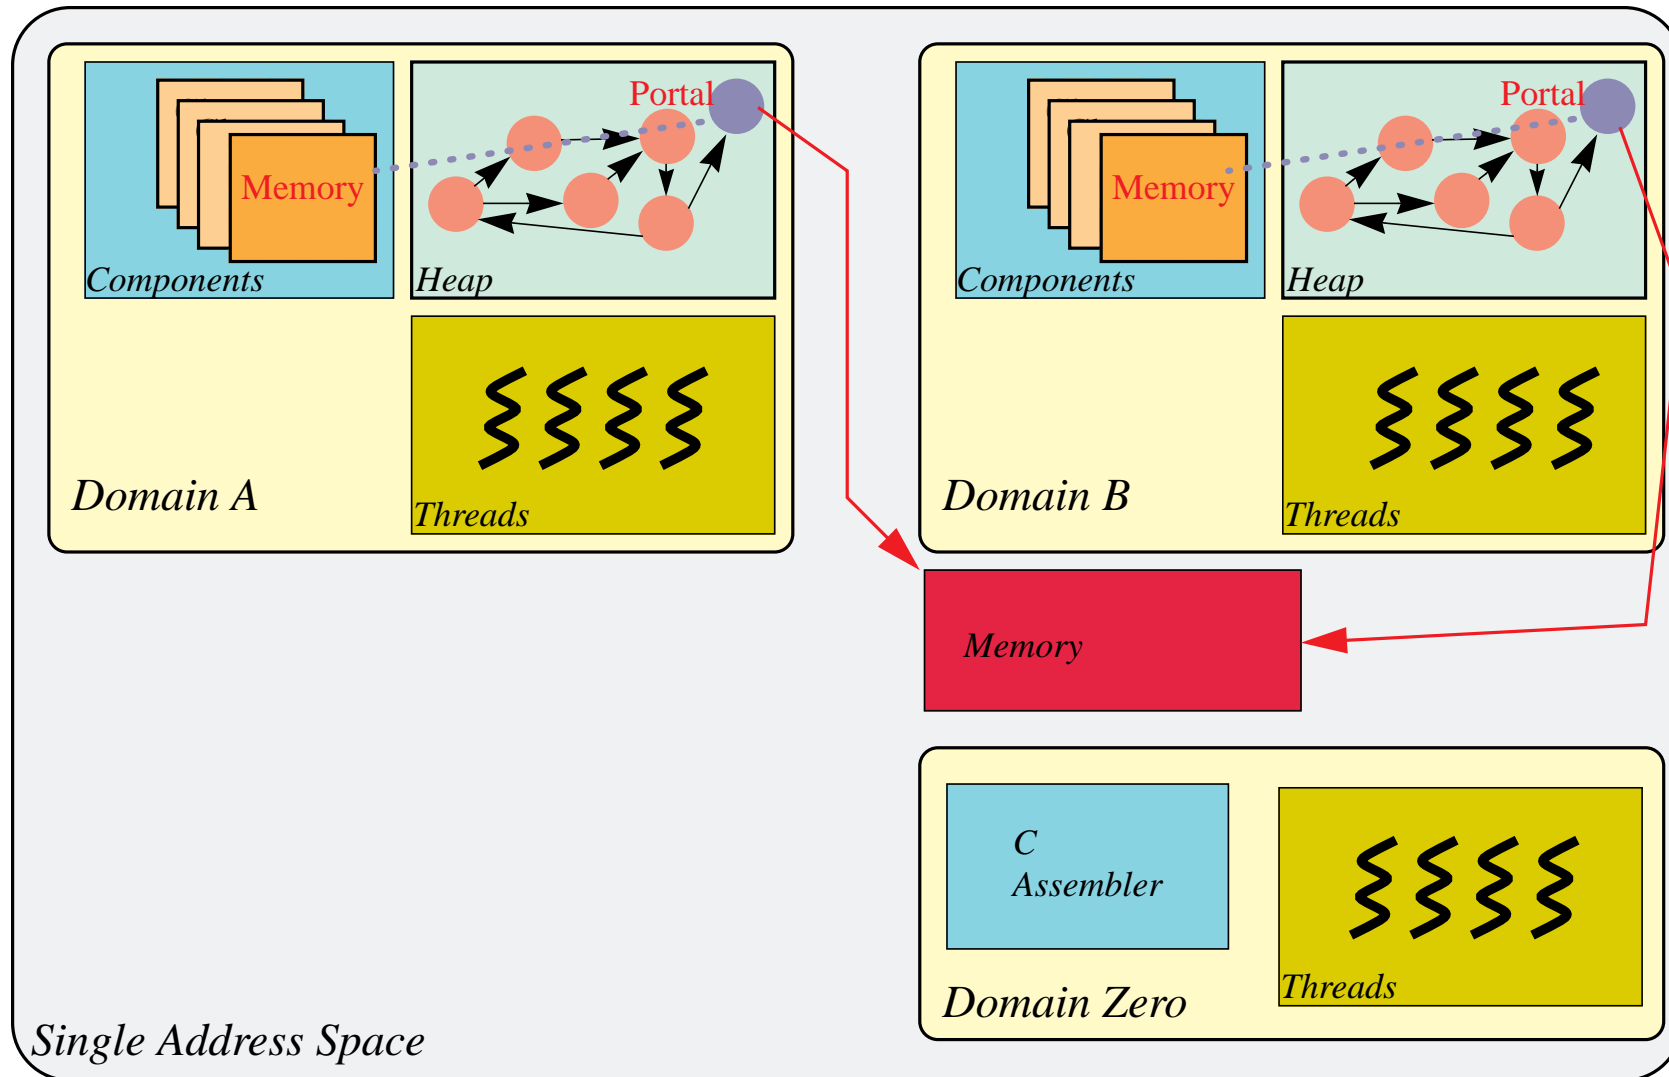 Portal
Memory
Components
Heap
Domain A
Threads
Portal
Memory
Components
Heap
Domain B
Threads
Memory
C
Assembler
Threads
Domain Zero
Single Address Space